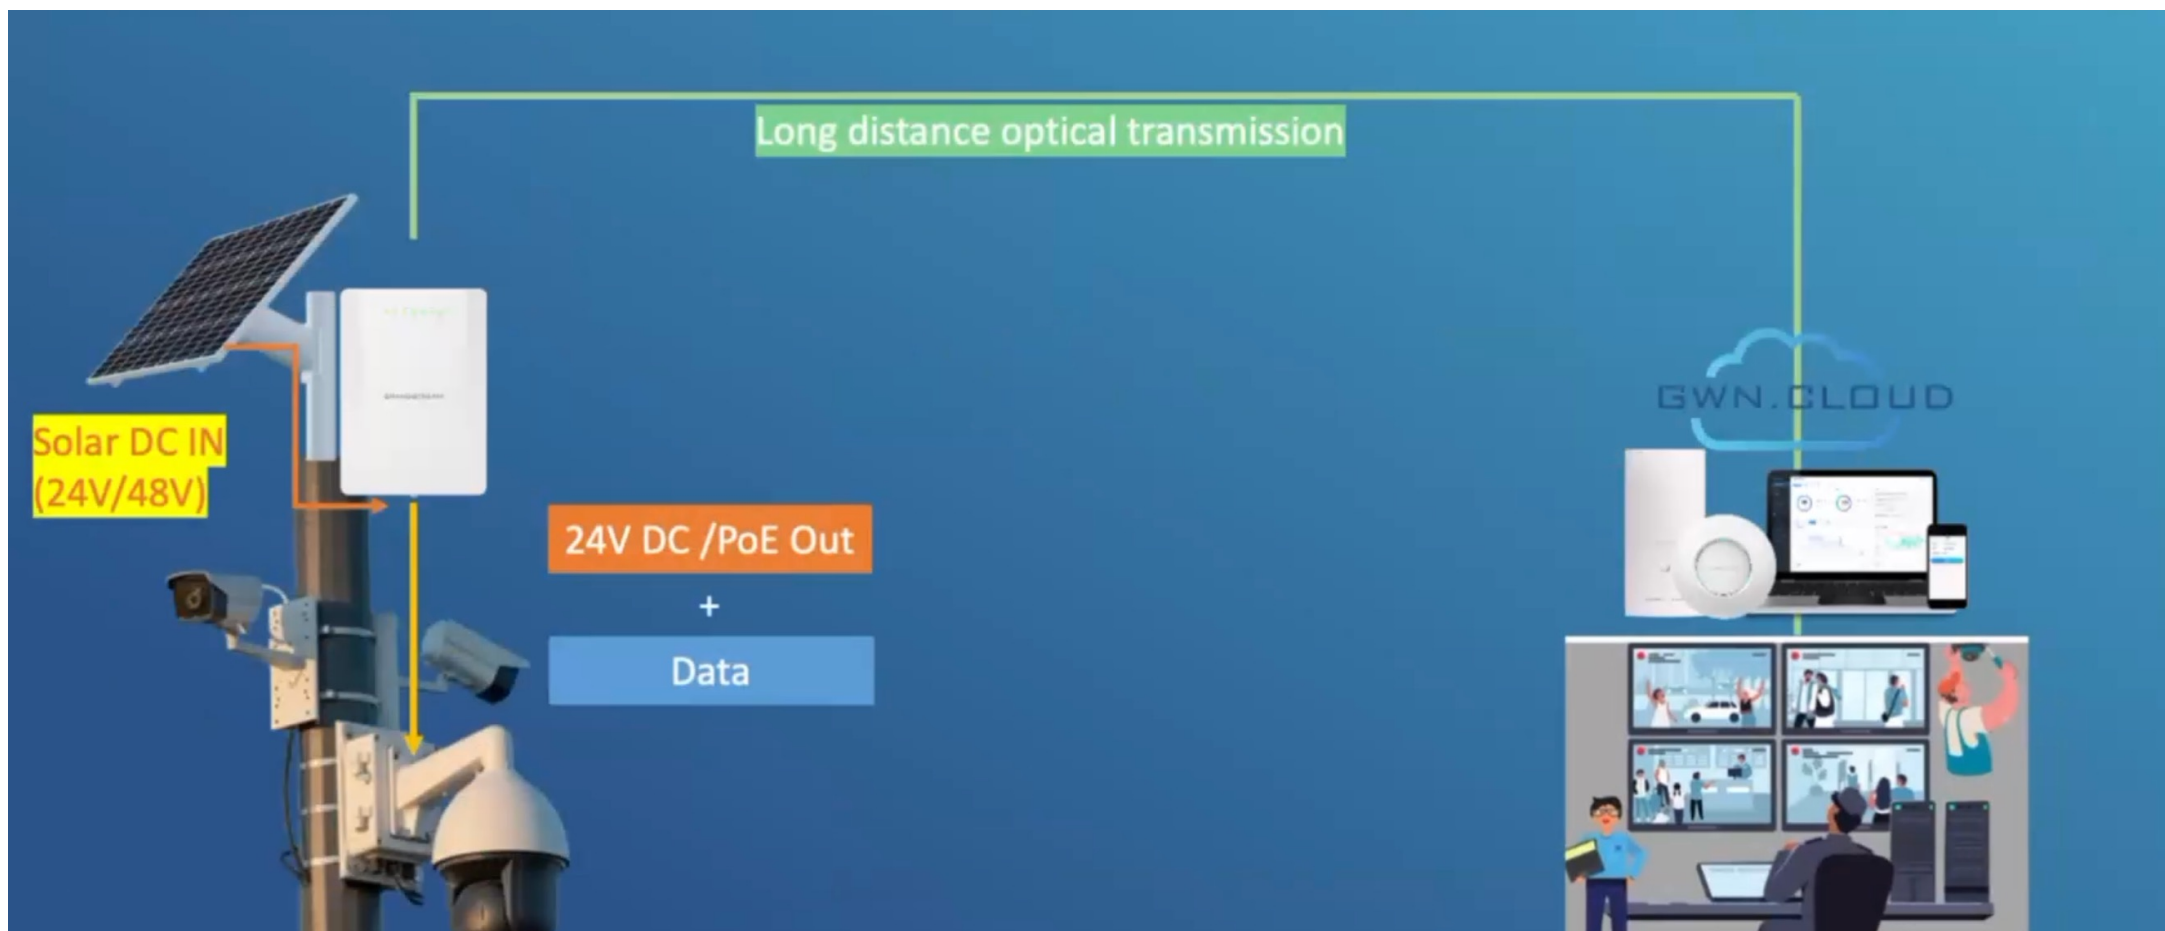 Long distance optical transmission
Solar DC IN
(24V/48V)
GWN.CLOUD
24V DC /PoE Out
+
Data